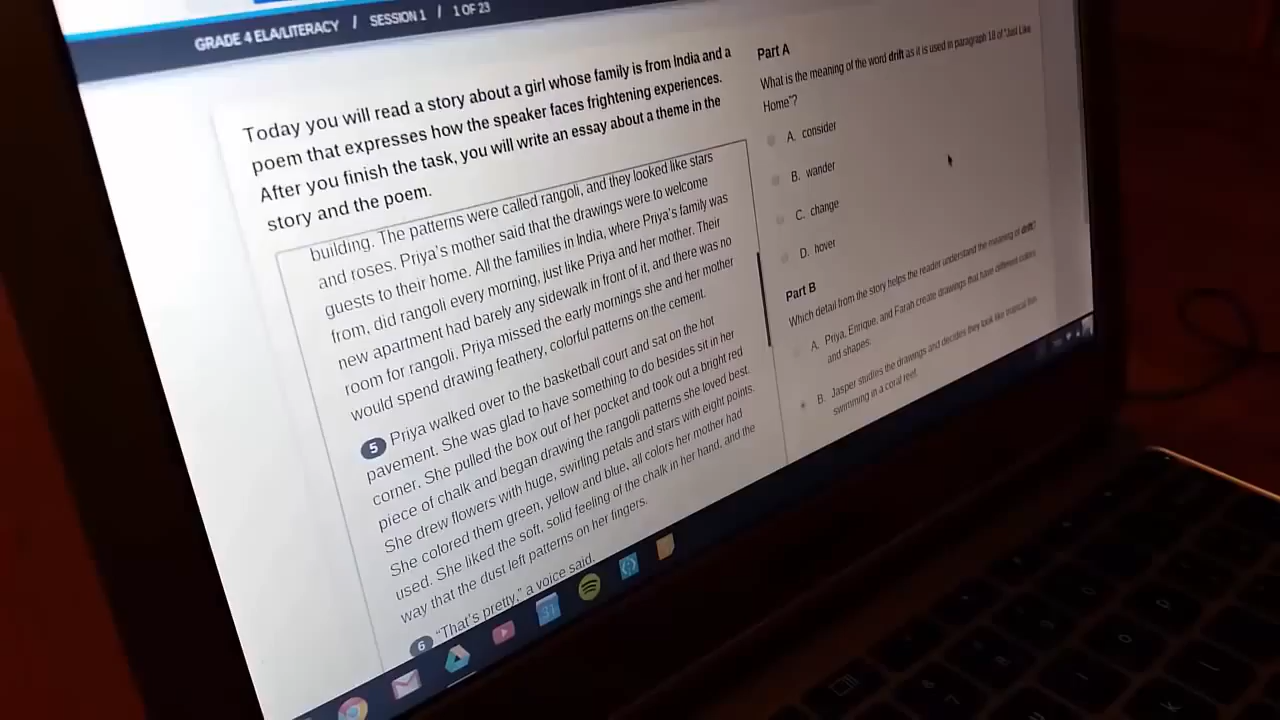 GRADE 4 ELA/LITERACY / SESSION 1 / 1 OF 23
Today you will read a story about a girl whose family is from India and a
poem that expresses how the speaker faces frightening experiences.
After you finish the task, you will write an essay about a theme in the
story and the poem.
building. The patterns were called rangoli, and they looked like stars
and roses. Priya's mother said that the drawings were to welcome
guests to their home. All the families in India, where Priya's family was
from, did rangoli every morning, just like Priya and her mother. Their
new apartment had barely any sidewalk in front of it, and there was no
room for rangoli. Priya missed the early mornings she and her mother
would spend drawing feathery, colorful patterns on the cement.
5 Priya walked over to the basketball court and sat on the hot
pavement. She was glad to have something to do besides sit in her
corner. She pulled the box out of her pocket and took out a bright red
piece of chalk and began drawing the rangoli patterns she loved best.
She drew flowers with huge, swirling petals and stars with eight points.
She colored them green, yellow and blue, all colors her mother had
used. She liked the soft, solid feeling of the chalk in her hand, and the
way that the dust left patterns on her fingers.
6 "That's pretty," a voice said.
Part A
What is the meaning of the word drift as it is used in paragraph 18 of "Just Like
Home"?
A. consider
B. wander
C. change
D. hover
Part B
Which detail from the story helps the reader understand the meaning of drift?
A. Priya, Enrique, and Farah create drawings that have different colors
and shapes.
B. Jasper studies the drawings and decides they look like tropical fish
swimming in a coral reef.
31